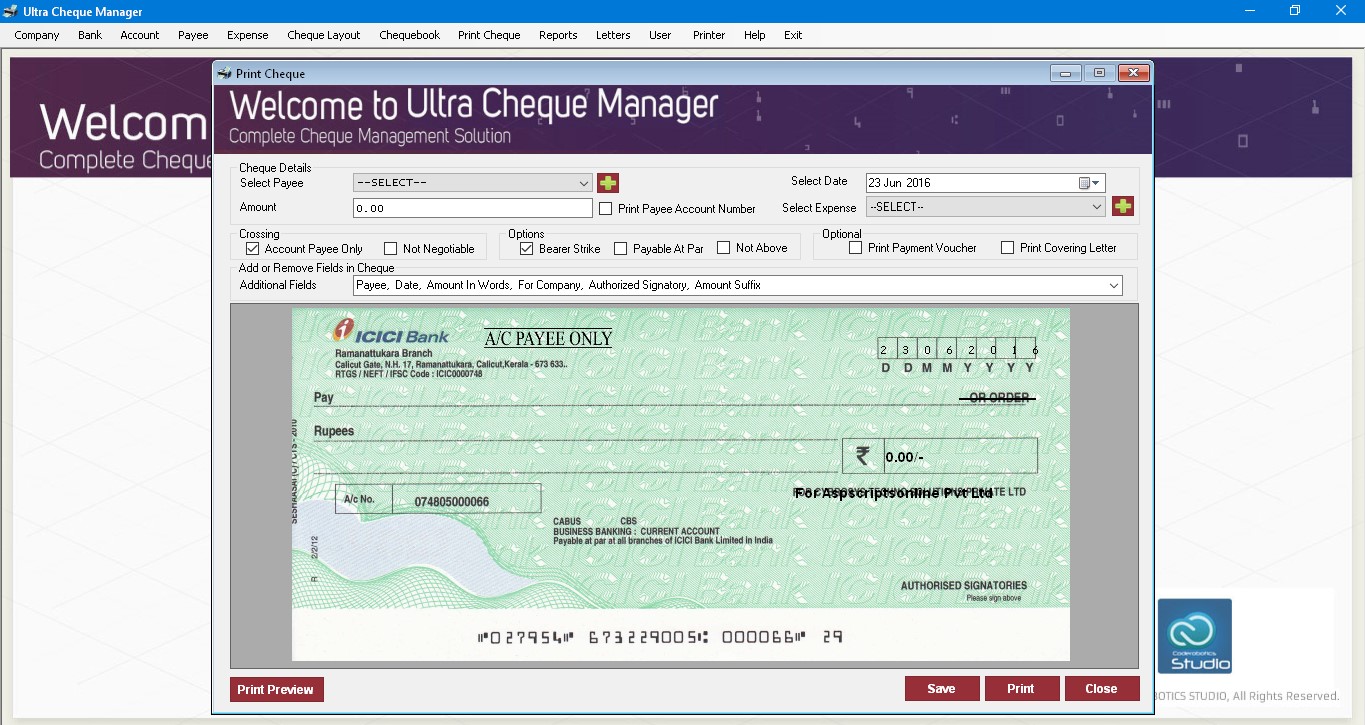 Ultra Cheque Manager
Company Bank Account Payee Expense Cheque Layout Chequebook Print Cheque Reports Letters User Printer Help Exit
Welcom
Complete Cheque
Print Cheque
Welcome to Ultra Cheque Manager
Complete Cheque Management Solution
Cheque Details
Select Payee --SELECT-- Select Date 23 Jun 2016
Amount 0.00 Print Payee Account Number Select Expense --SELECT--
Crossing Options Optional
Account Payee Only Not Negotiable Bearer Strike Payable At Par Not Above Print Payment Voucher Print Covering Letter
Add or Remove Fields in Cheque
Additional Fields Payee, Date, Amount In Words, For Company, Authorized Signatory, Amount Suffix
ICICI Bank A/C PAYEE ONLY
Ramanattukara Branch
Calicut Gate, N.H. 17, Ramanattukara, Calicut,Kerala - 673 633..
RTGS / NEFT / IFSC Code : ICIC0000748
2 3 0 6 2 0 1 6
D D M M Y Y Y Y
Pay OR ORDER
Rupees
₹ 0.00/-
For Aspscriptsonline Pvt Ltd
A/c No. 074805000066
CABUS CBS
BUSINESS BANKING : CURRENT ACCOUNT
Payable at par at all branches of ICICI Bank Limited in India
R 2/2/12
AUTHORISED SIGNATORIES
Please sign above
⑈027954⑈ 673229005⑆ 000066⑈ 29
Print Preview Save Print Close
Coderobotics
Studio
OTICS STUDIO, All Rights Reserved.